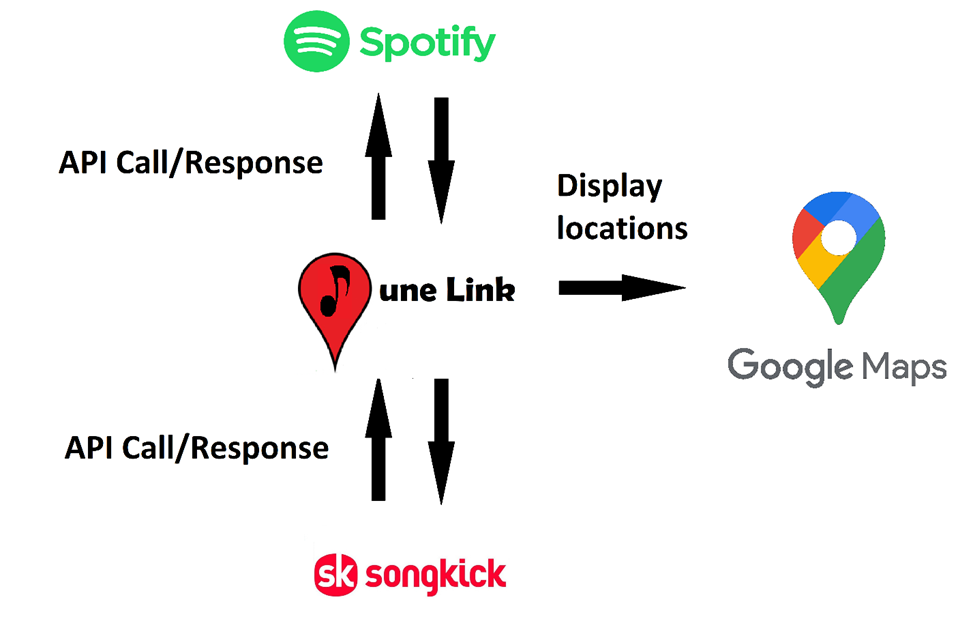 Spotify
API Call/Response
Display
locations
une Link
Google Maps
API Call/Response
sk songkick